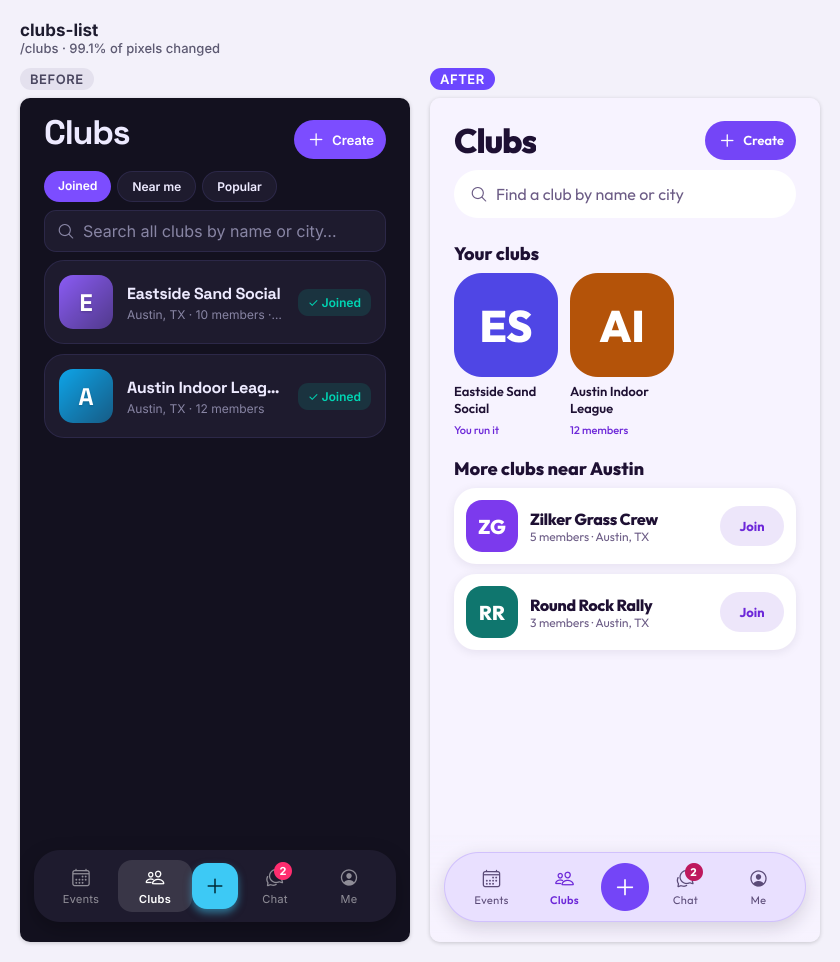 clubs-list
/clubs · 99.1% of pixels changed
BEFORE
Clubs
Create
Joined
Near me
Popular
Search all clubs by name or city...
E
Eastside Sand Social
Austin, TX · 10 members ·...
✓ Joined
A
Austin Indoor Leag...
Austin, TX · 12 members
✓ Joined
Events
Clubs
+
2
Chat
Me
AFTER
Clubs
Create
Find a club by name or city
Your clubs
ES
AI
Eastside Sand
Social
You run it
Austin Indoor
League
12 members
More clubs near Austin
ZG
Zilker Grass Crew
5 members · Austin, TX
Join
RR
Round Rock Rally
3 members · Austin, TX
Join
Events
Clubs
+
2
Chat
Me